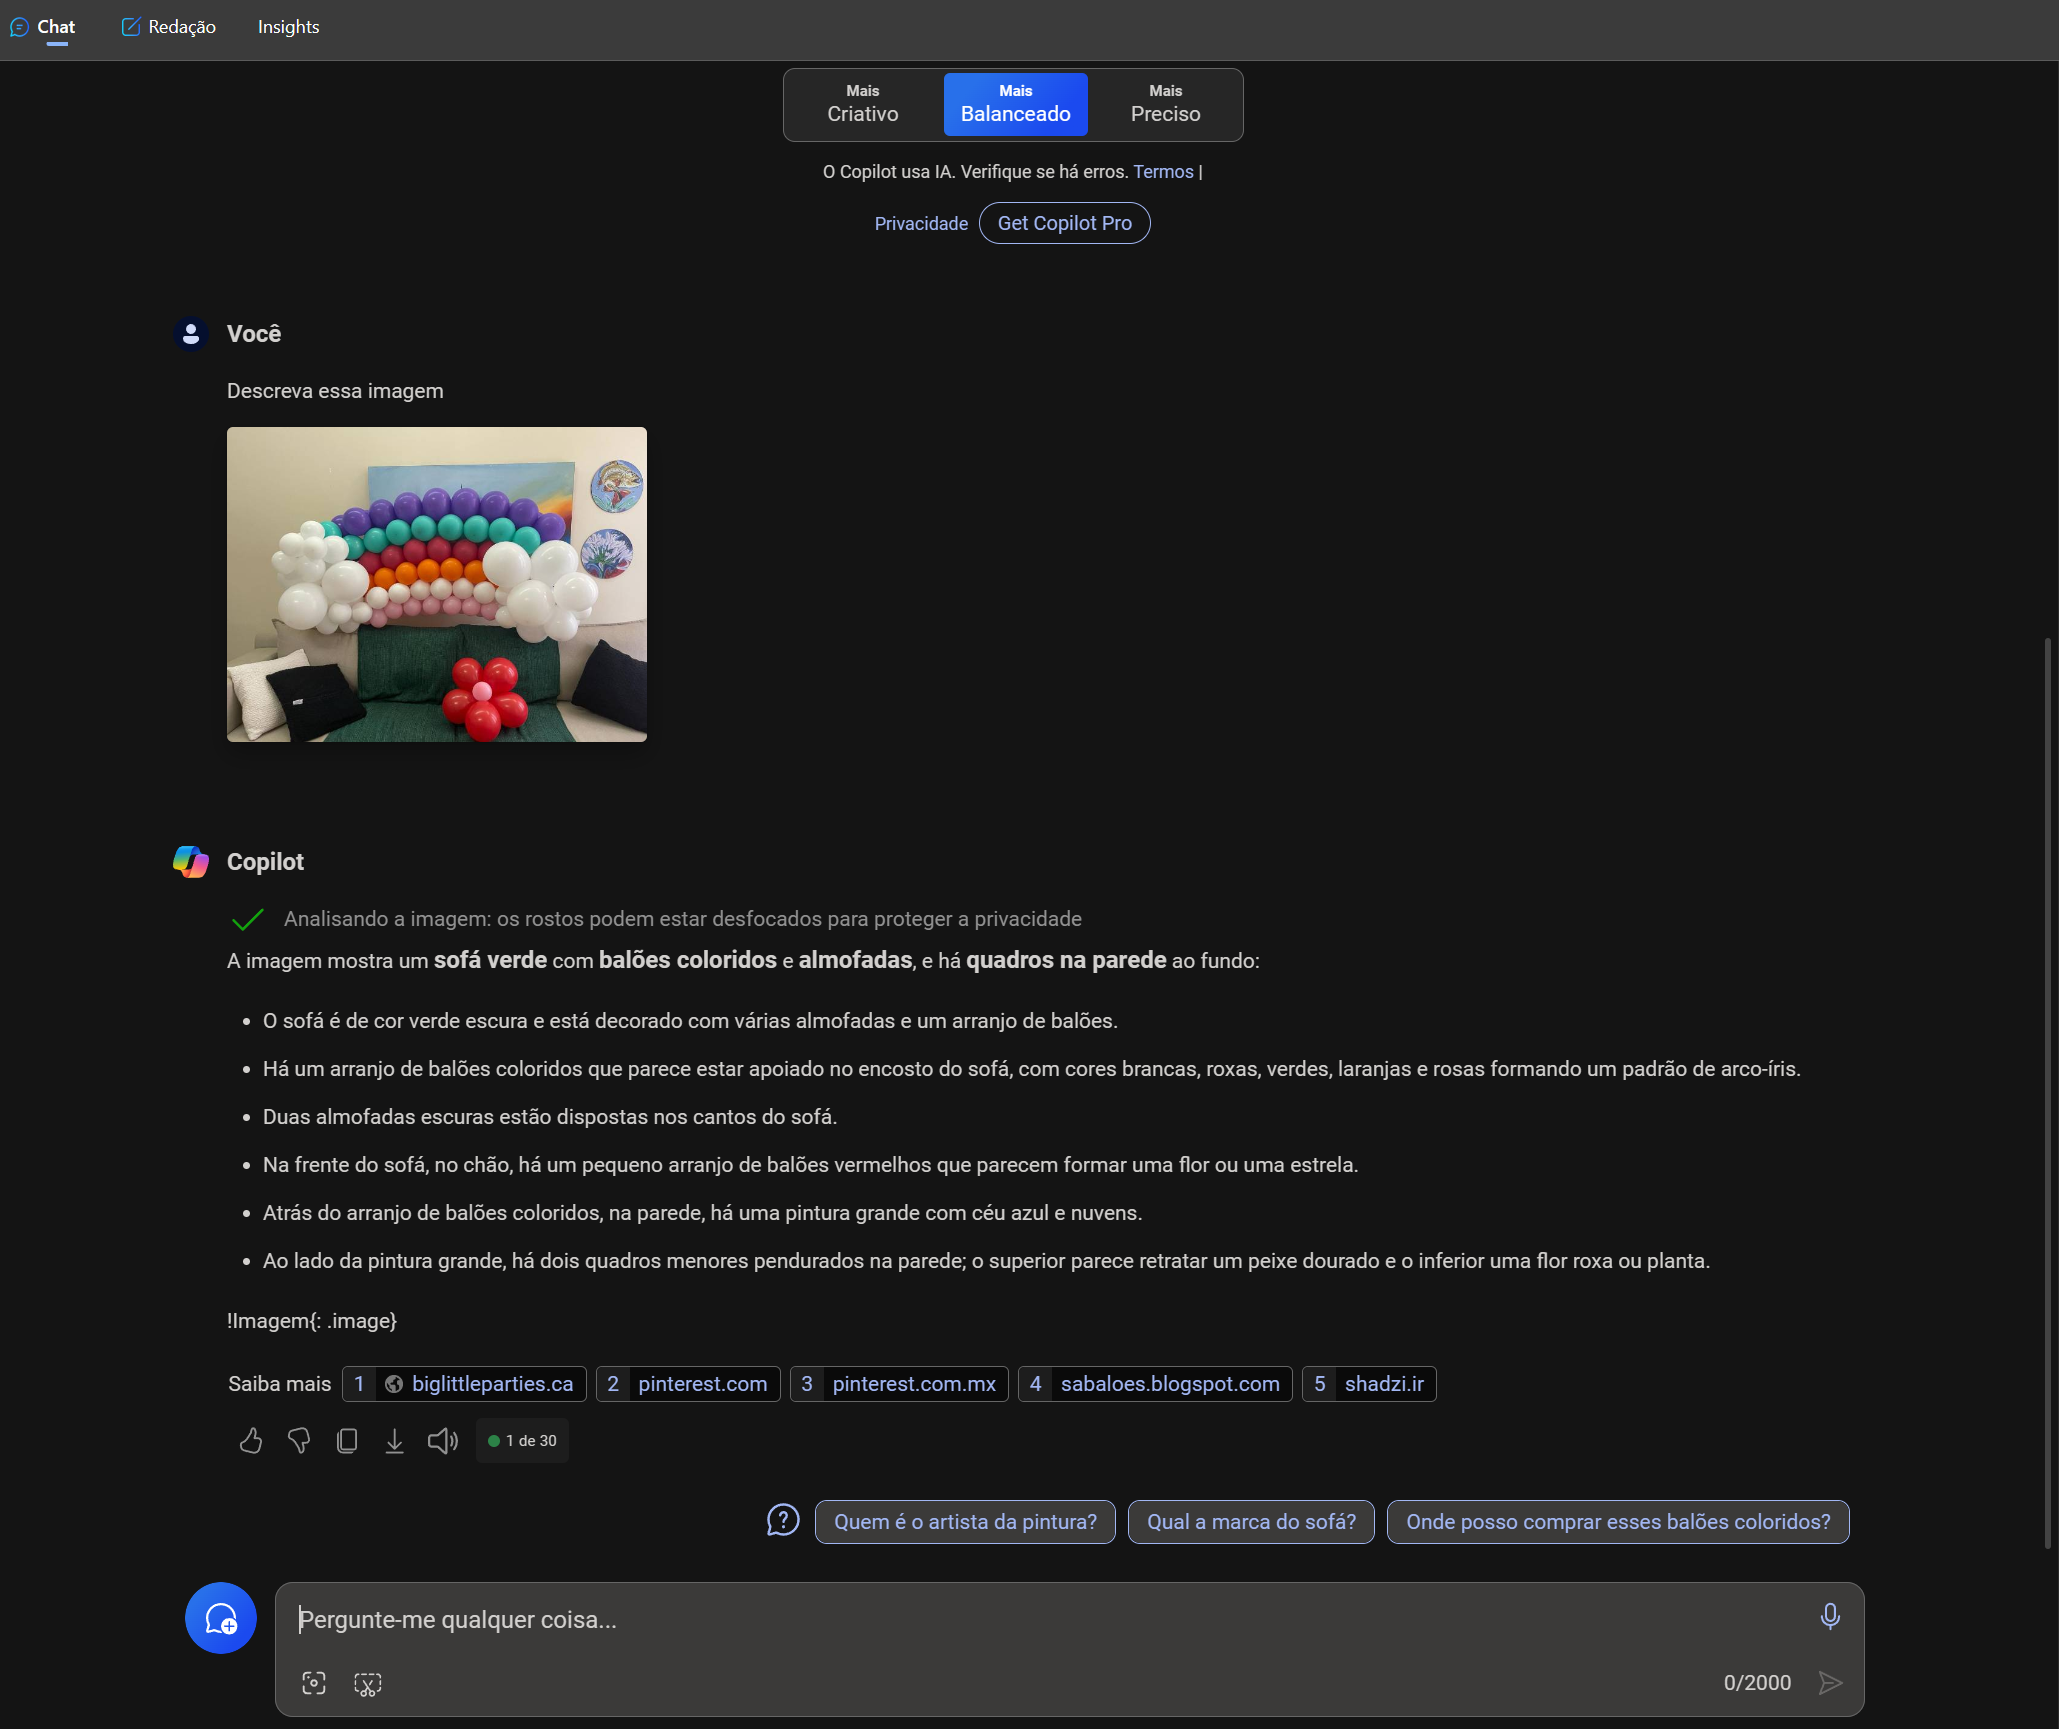 Chat
Redação
Insights
Mais
Criativo
Mais
Balanceado
Mais
Preciso
O Copilot usa IA. Verifique se há erros. Termos |
Privacidade
Get Copilot Pro
Você
Descreva essa imagem
Copilot
Analisando a imagem: os rostos podem estar desfocados para proteger a privacidade
A imagem mostra um sofá verde com balões coloridos e almofadas, e há quadros na parede ao fundo:
• O sofá é de cor verde escura e está decorado com várias almofadas e um arranjo de balões.
• Há um arranjo de balões coloridos que parece estar apoiado no encosto do sofá, com cores brancas, roxas, verdes, laranjas e rosas formando um padrão de arco-íris.
• Duas almofadas escuras estão dispostas nos cantos do sofá.
• Na frente do sofá, no chão, há um pequeno arranjo de balões vermelhos que parecem formar uma flor ou uma estrela.
• Atrás do arranjo de balões coloridos, na parede, há uma pintura grande com céu azul e nuvens.
• Ao lado da pintura grande, há dois quadros menores pendurados na parede; o superior parece retratar um peixe dourado e o inferior uma flor roxa ou planta.
!Imagem{: .image}
Saiba mais 1 biglittleparties.ca 2 pinterest.com 3 pinterest.com.mx 4 sabaloes.blogspot.com 5 shadzi.ir
1 de 30
Quem é o artista da pintura? Qual a marca do sofá? Onde posso comprar esses balões coloridos?
Pergunte-me qualquer coisa...
0/2000